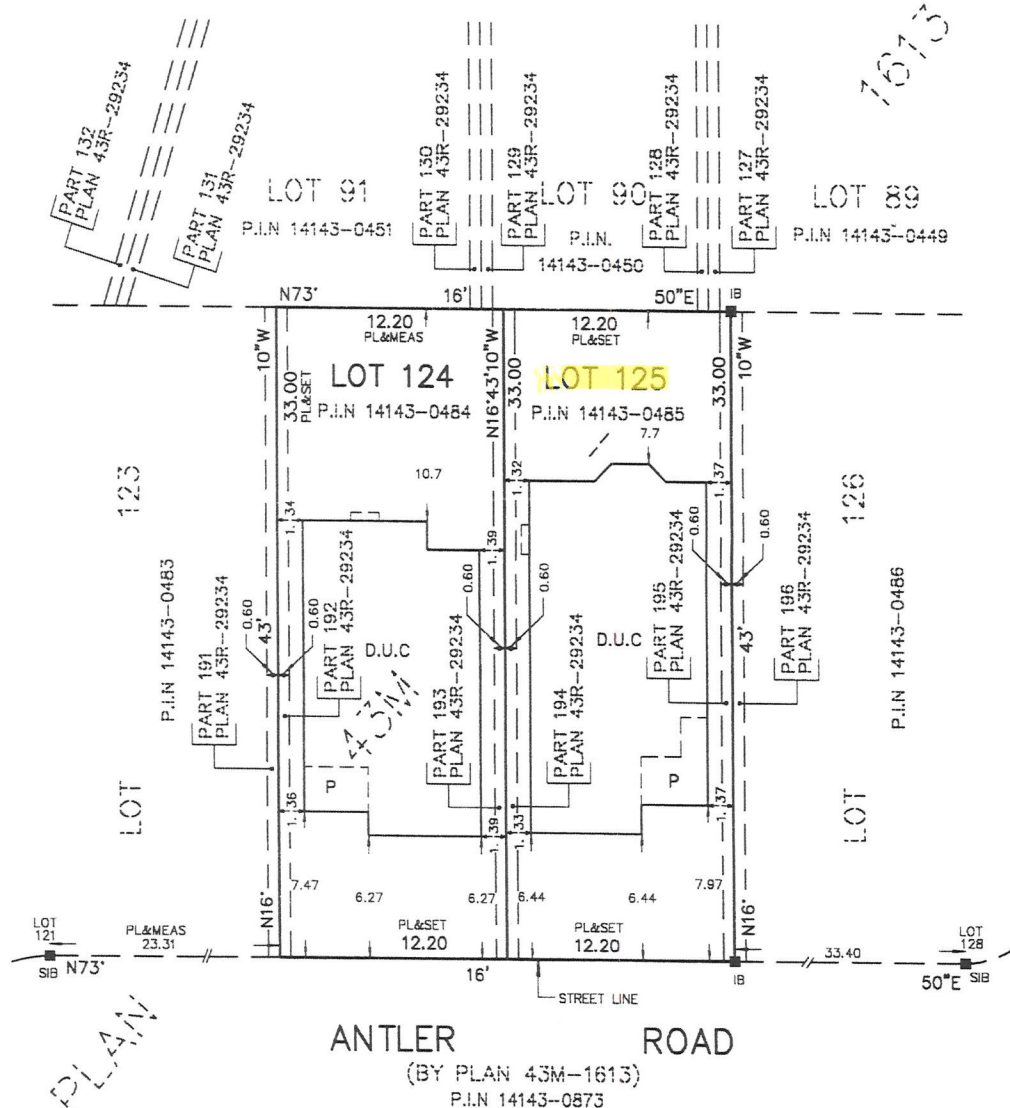 1613
PART 132
PLAN 43R-29234
PART 131
PLAN 43R-29234
LOT 91
P.I.N 14143-0451
PART 130
PLAN 43R-29234
PART 129
PLAN 43R-29234
LOT 90
P.I.N.
14143-0450
PART 128
PLAN 43R-29234
PART 127
PLAN 43R-29234
LOT 89
P.I.N 14143-0449
N73°
16'
50"E
IB
12.20
PL&MEAS
12.20
PL&SET
10"W
33.00
PL&SET
LOT 124
P.I.N 14143-0484
N16°43'10"W
33.00
LOT 125
P.I.N 14143-0485
33.00
10"W
7.7
10.7
1.32
1.37
1.34
1.39
123
LOT
P.I.N 14143-0483
126
LOT
P.I.N 14143-0486
0.60
0.60
0.60
0.60
0.60
0.60
43'
43'
PART 191
PLAN 43R-29234
PART 192
PLAN 43R-29234
D.U.C
43M
PART 193
PLAN 43R-29234
PART 194
PLAN 43R-29234
D.U.C
PART 195
PLAN 43R-29234
PART 196
PLAN 43R-29234
P
P
1.36
1.39
1.33
1.37
7.47
6.27
6.27
6.44
6.44
7.97
N16°
N16°
PL&SET
12.20
PL&SET
12.20
LOT
121
PL&MEAS
23.31
SIB
N73°
16'
IB
33.40
LOT
128
50"E
SIB
STREET LINE
PLAN
ANTLER ROAD
(BY PLAN 43M-1613)
P.I.N 14143-0873